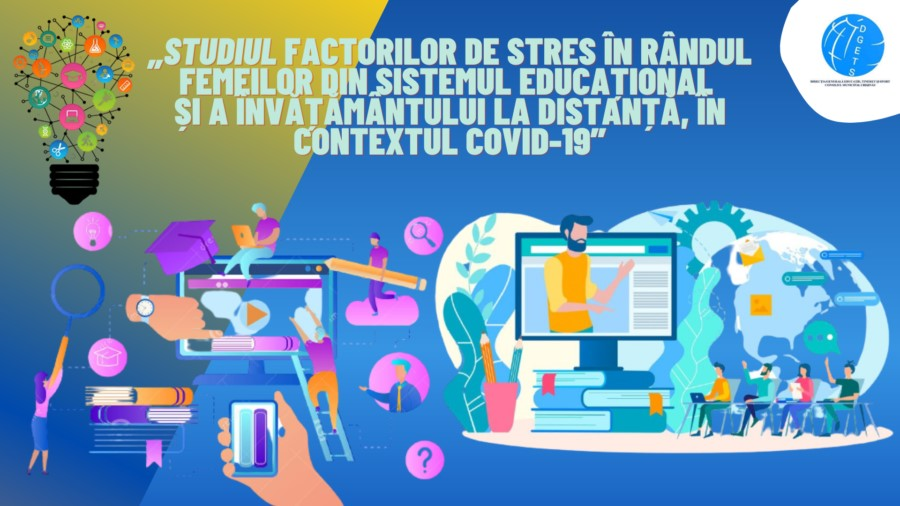 „STUDIUL FACTORILOR DE STRES ÎN RÂNDUL
FEMEILOR DIN SISTEMUL EDUCAȚIONAL
ȘI A ÎNVĂȚĂMÂNTULUI LA DISTANȚĂ, ÎN
CONTEXTUL COVID-19”
DGETS